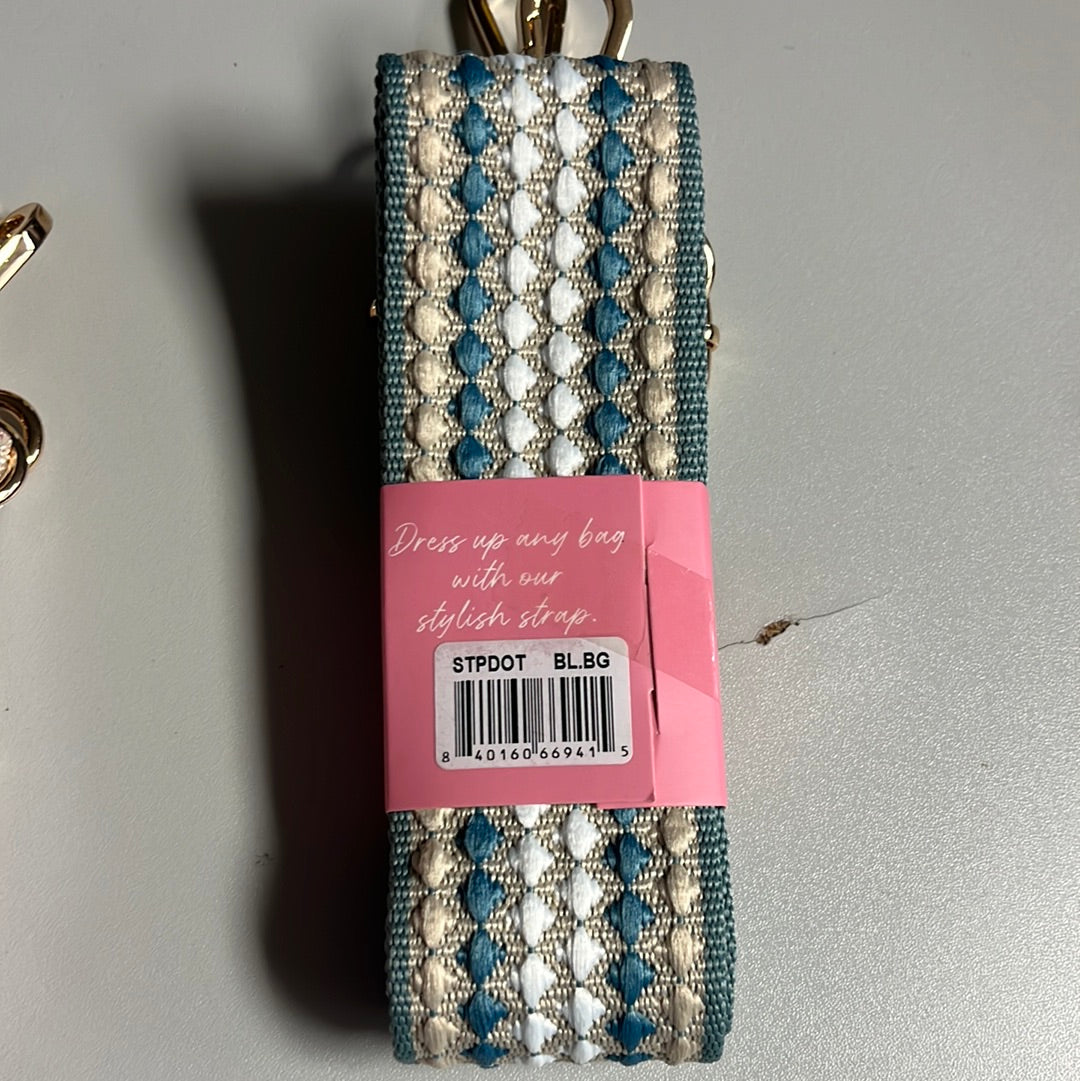 Dress up any bag
with our
stylish strap.
STPDOT BL.BG
8 40160 66941 5